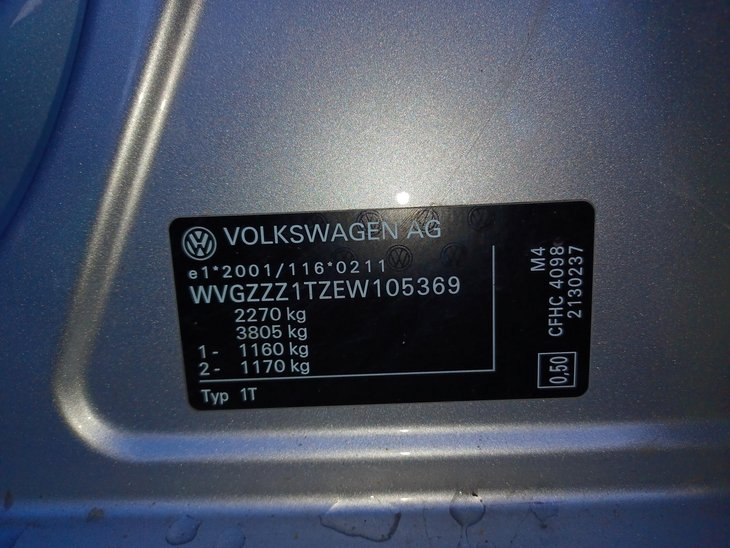 VOLKSWAGEN AG
e1*2001/116*0211
WVGZZZ1TZEW105369
2270 kg
3805 kg
1- 1160 kg
2- 1170 kg
Typ 1T
M4
CFHC 4098
2130237
0,50